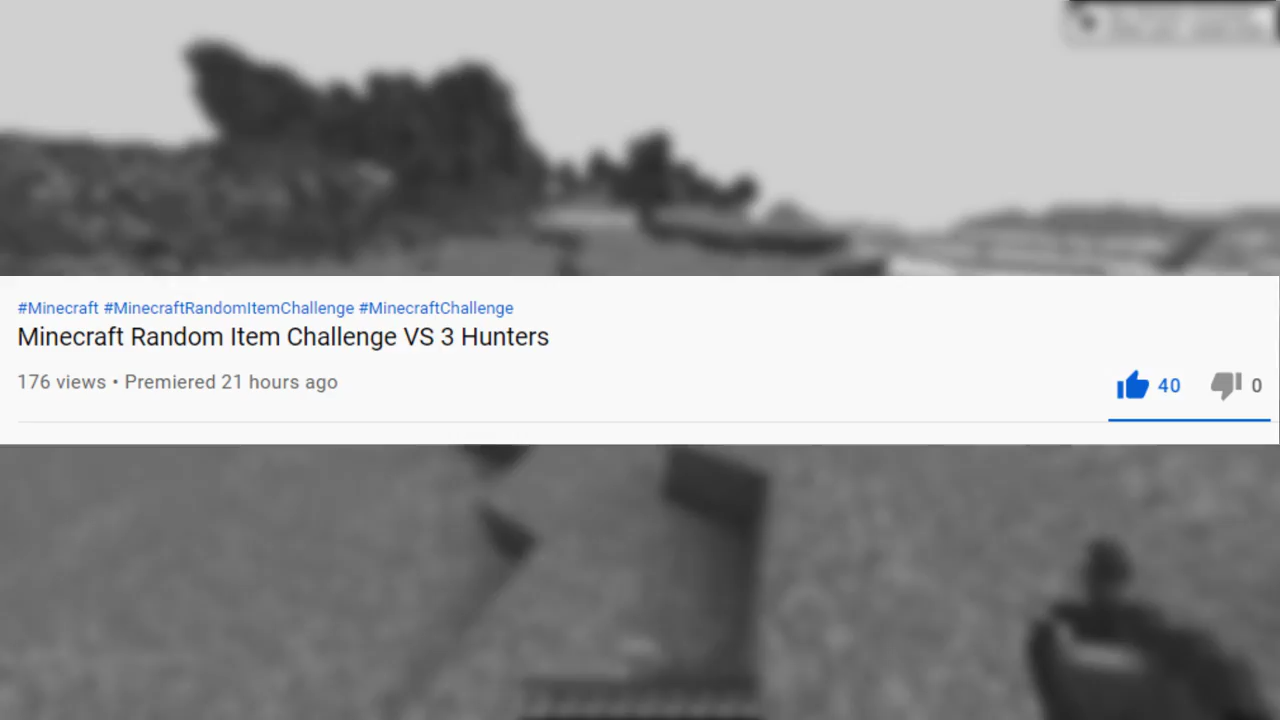 #Minecraft #MinecraftRandomItemChallenge #MinecraftChallenge
Minecraft Random Item Challenge VS 3 Hunters
176 views • Premiered 21 hours ago
40
0